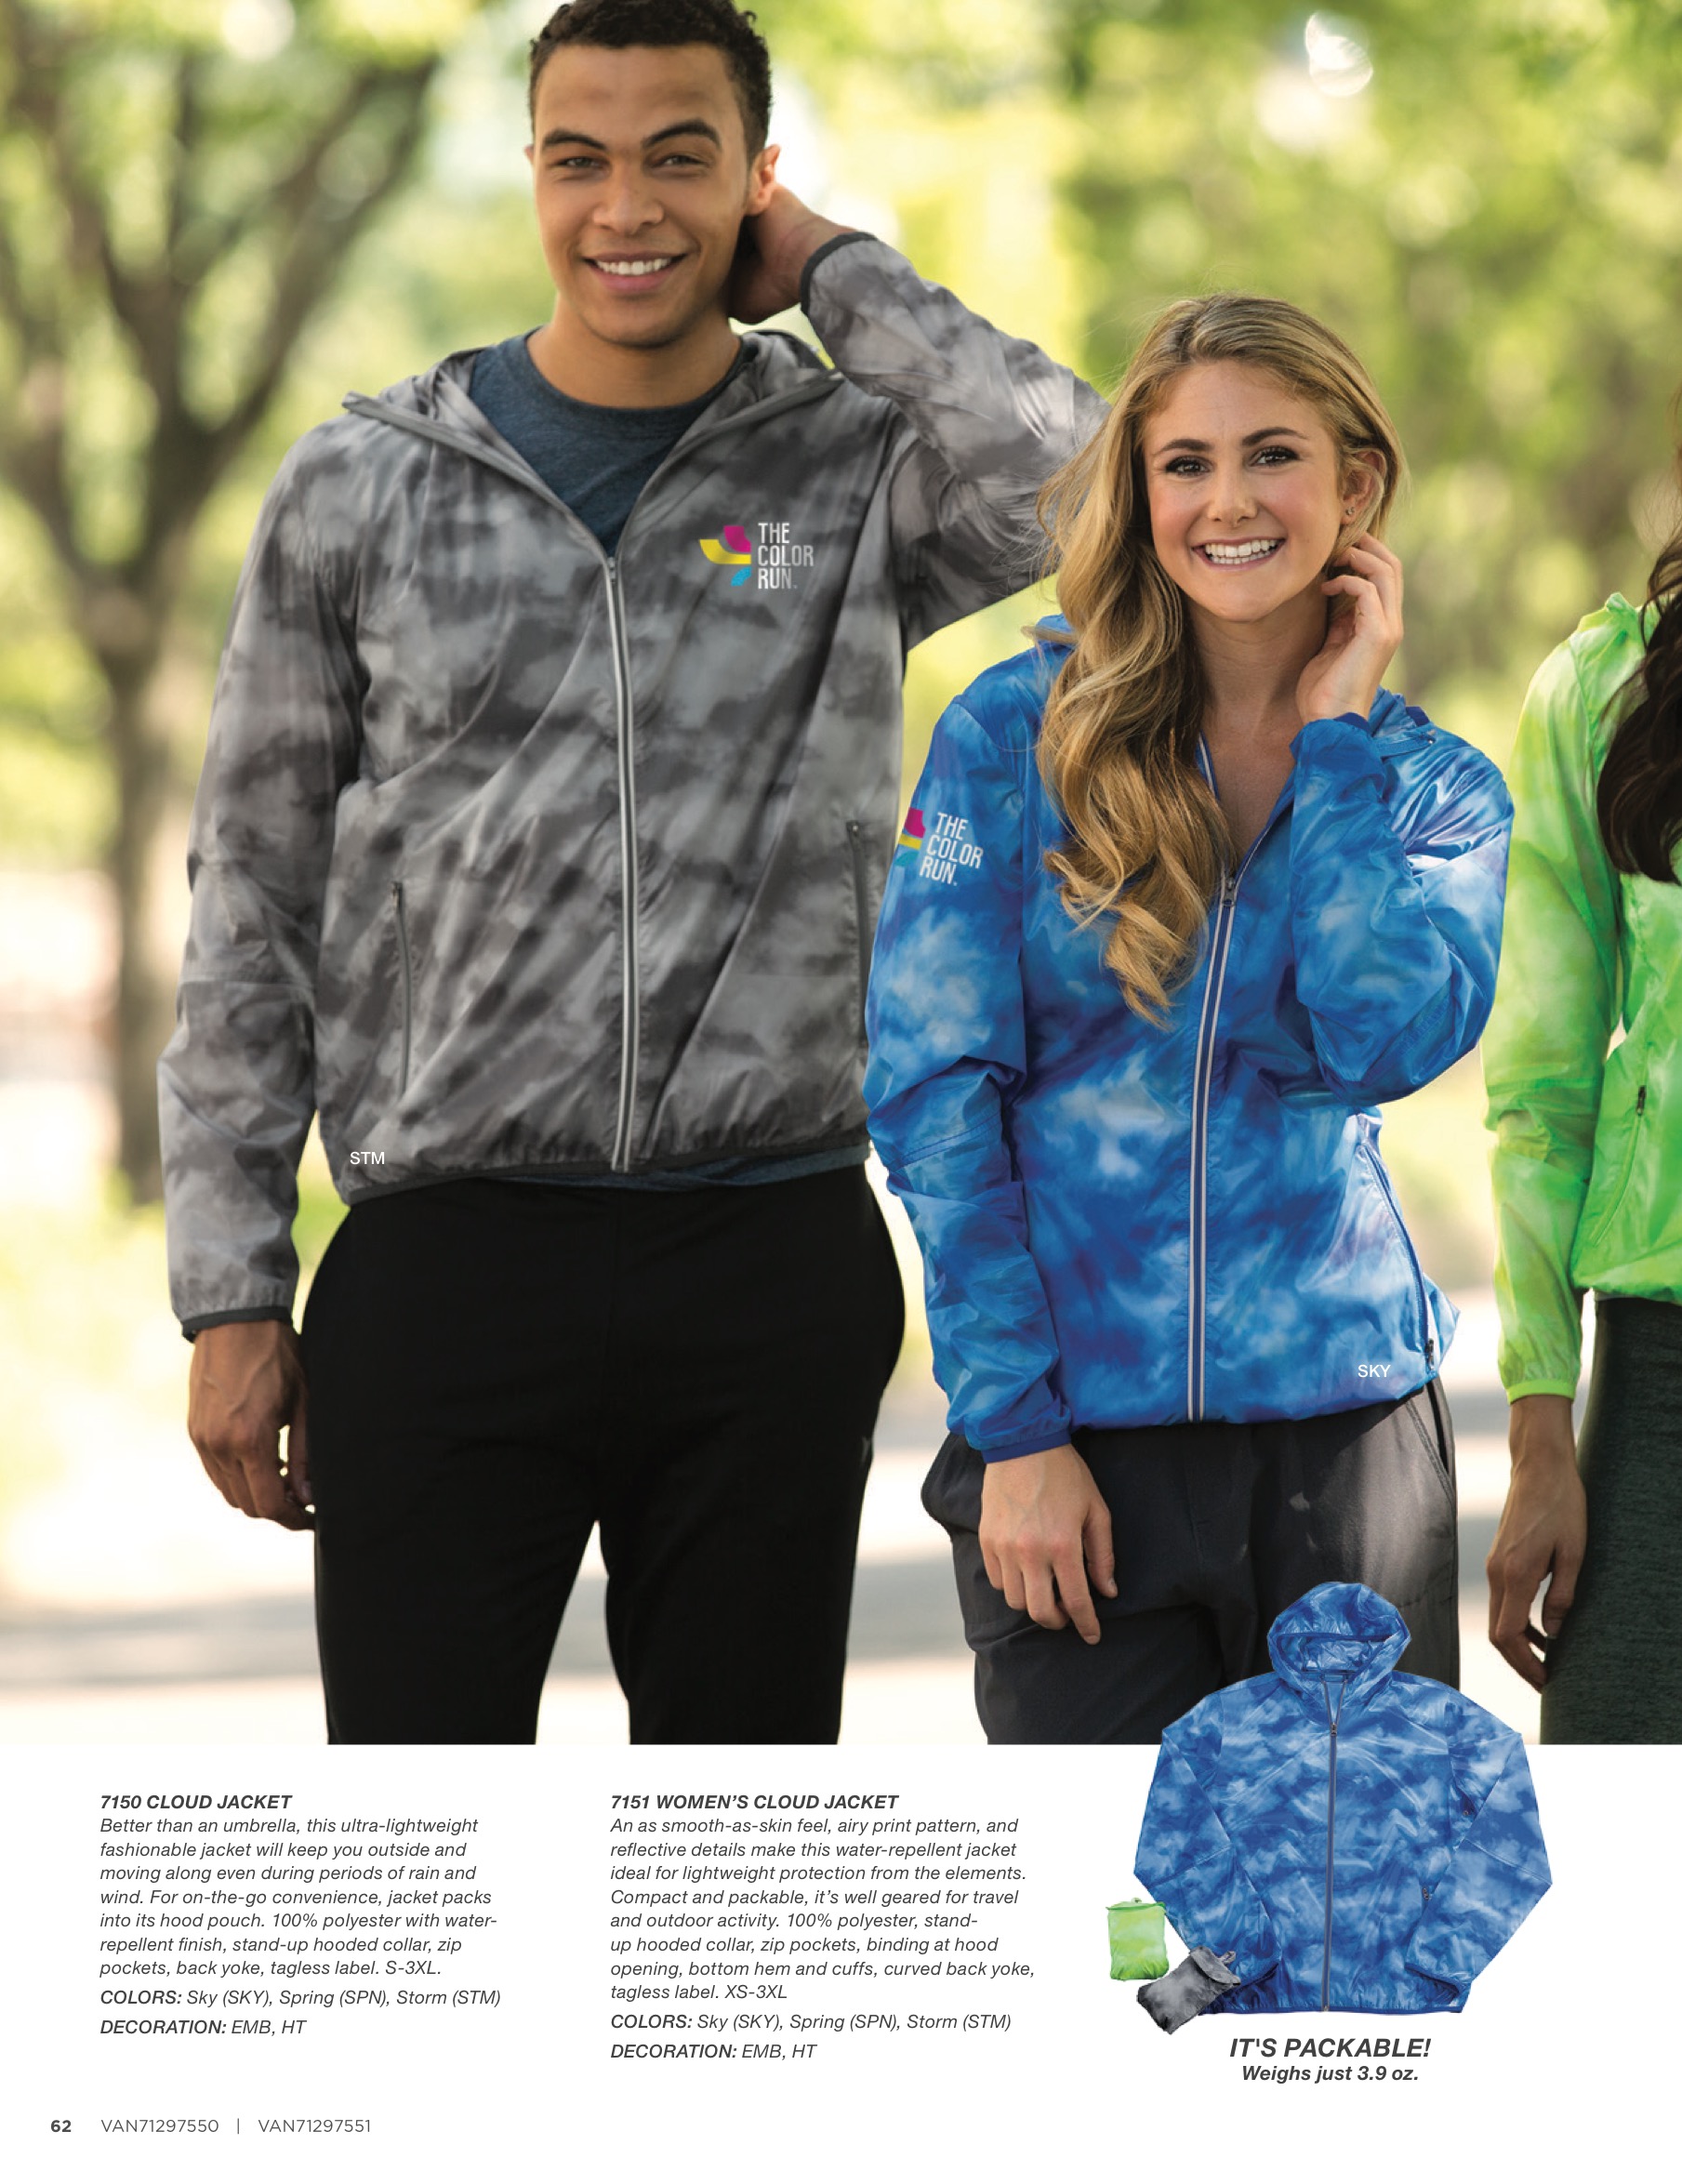 THE
COLOR
RUN.
THE
COLOR
RUN.
STM
SKY
7150 CLOUD JACKET
Better than an umbrella, this ultra-lightweight
fashionable jacket will keep you outside and
moving along even during periods of rain and
wind. For on-the-go convenience, jacket packs
into its hood pouch. 100% polyester with water-
repellent finish, stand-up hooded collar, zip
pockets, back yoke, tagless label. S-3XL.
COLORS: Sky (SKY), Spring (SPN), Storm (STM)
DECORATION: EMB, HT
7151 WOMEN'S CLOUD JACKET
An as smooth-as-skin feel, airy print pattern, and
reflective details make this water-repellent jacket
ideal for lightweight protection from the elements.
Compact and packable, it's well geared for travel
and outdoor activity. 100% polyester, stand-
up hooded collar, zip pockets, binding at hood
opening, bottom hem and cuffs, curved back yoke,
tagless label. XS-3XL
COLORS: Sky (SKY), Spring (SPN), Storm (STM)
DECORATION: EMB, HT
IT'S PACKABLE!
Weighs just 3.9 oz.
62 VAN71297550 | VAN71297551